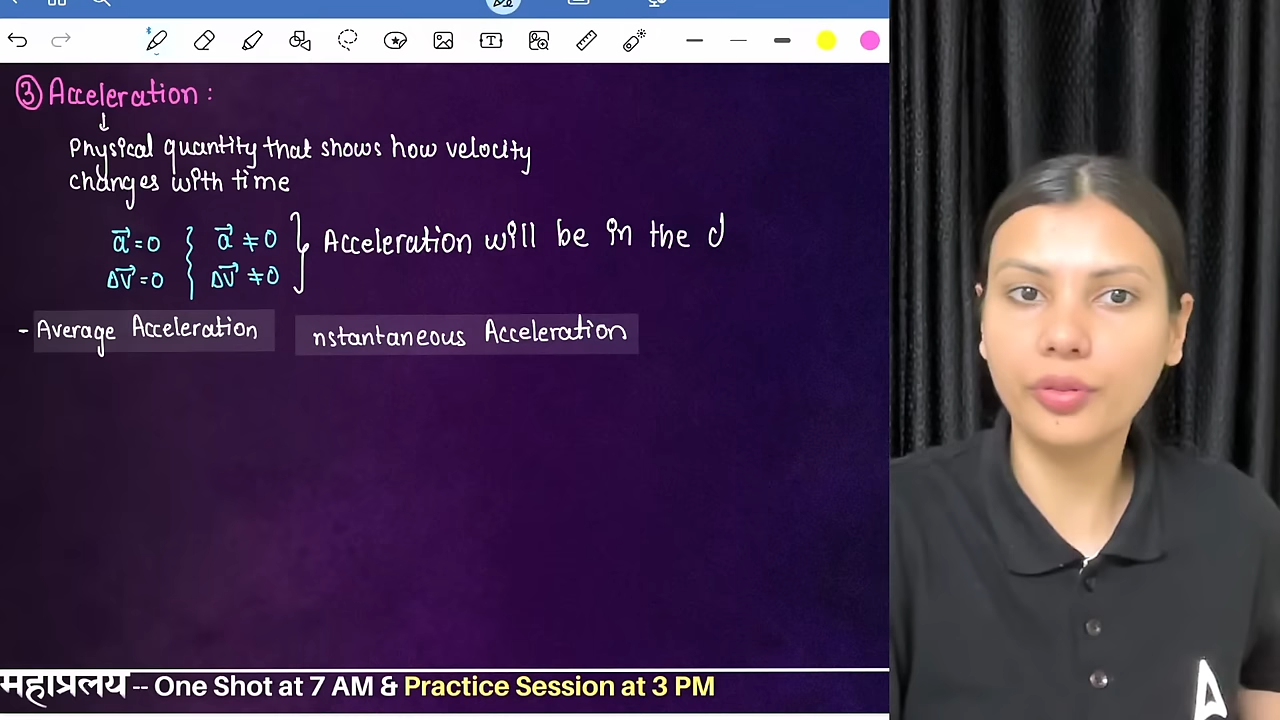 ③ Acceleration :
↓
Physical quantity that shows how velocity
changes with time
a⃗ = 0 a⃗ ≠ 0 Acceleration will be in the d
Δv⃗ = 0 Δv⃗ ≠ 0
- Average Acceleration nstantaneous Acceleration
महाप्रलय -- One Shot at 7 AM & Practice Session at 3 PM